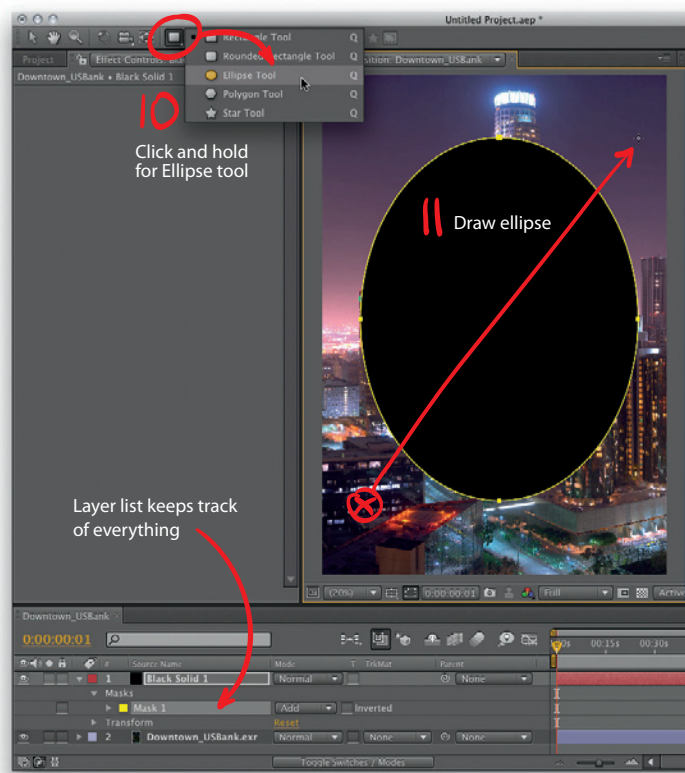 Untitled Project.aep *
Rectangle Tool Q
Rounded Rectangle Tool Q
Ellipse Tool Q
Polygon Tool Q
Star Tool Q
Project
Effect Controls: Bla
sition: Downtown_USBank
Downtown_USBank • Black Solid 1
10
Click and hold
for Ellipse tool
11 Draw ellipse
Layer list keeps track
of everything
(20%) 0:00:00:01 Full Active
Downtown_USBank
0:00:00:01
00s 00:15s 00:30s
# Source Name Mode T TrkMat Parent
1 Black Solid 1 Normal None
Masks
Mask 1 Add Inverted
Transform Reset
2 Downtown_USBank.exr Normal None None
Toggle Switches / Modes